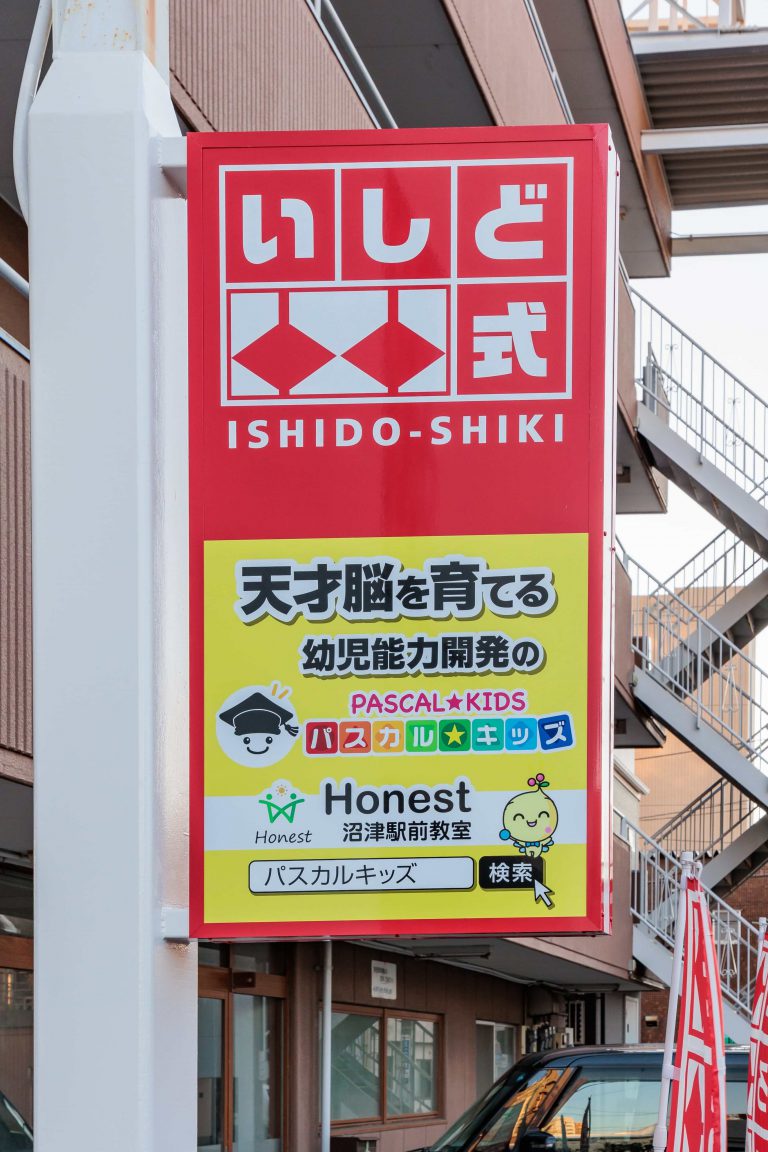 いしど
式
ISHIDO-SHIKI
天才脳を育てる
幼児能力開発の
PASCAL★KIDS
パスカル★キッズ
Honest
Honest
沼津駅前教室
パスカルキッズ 検索